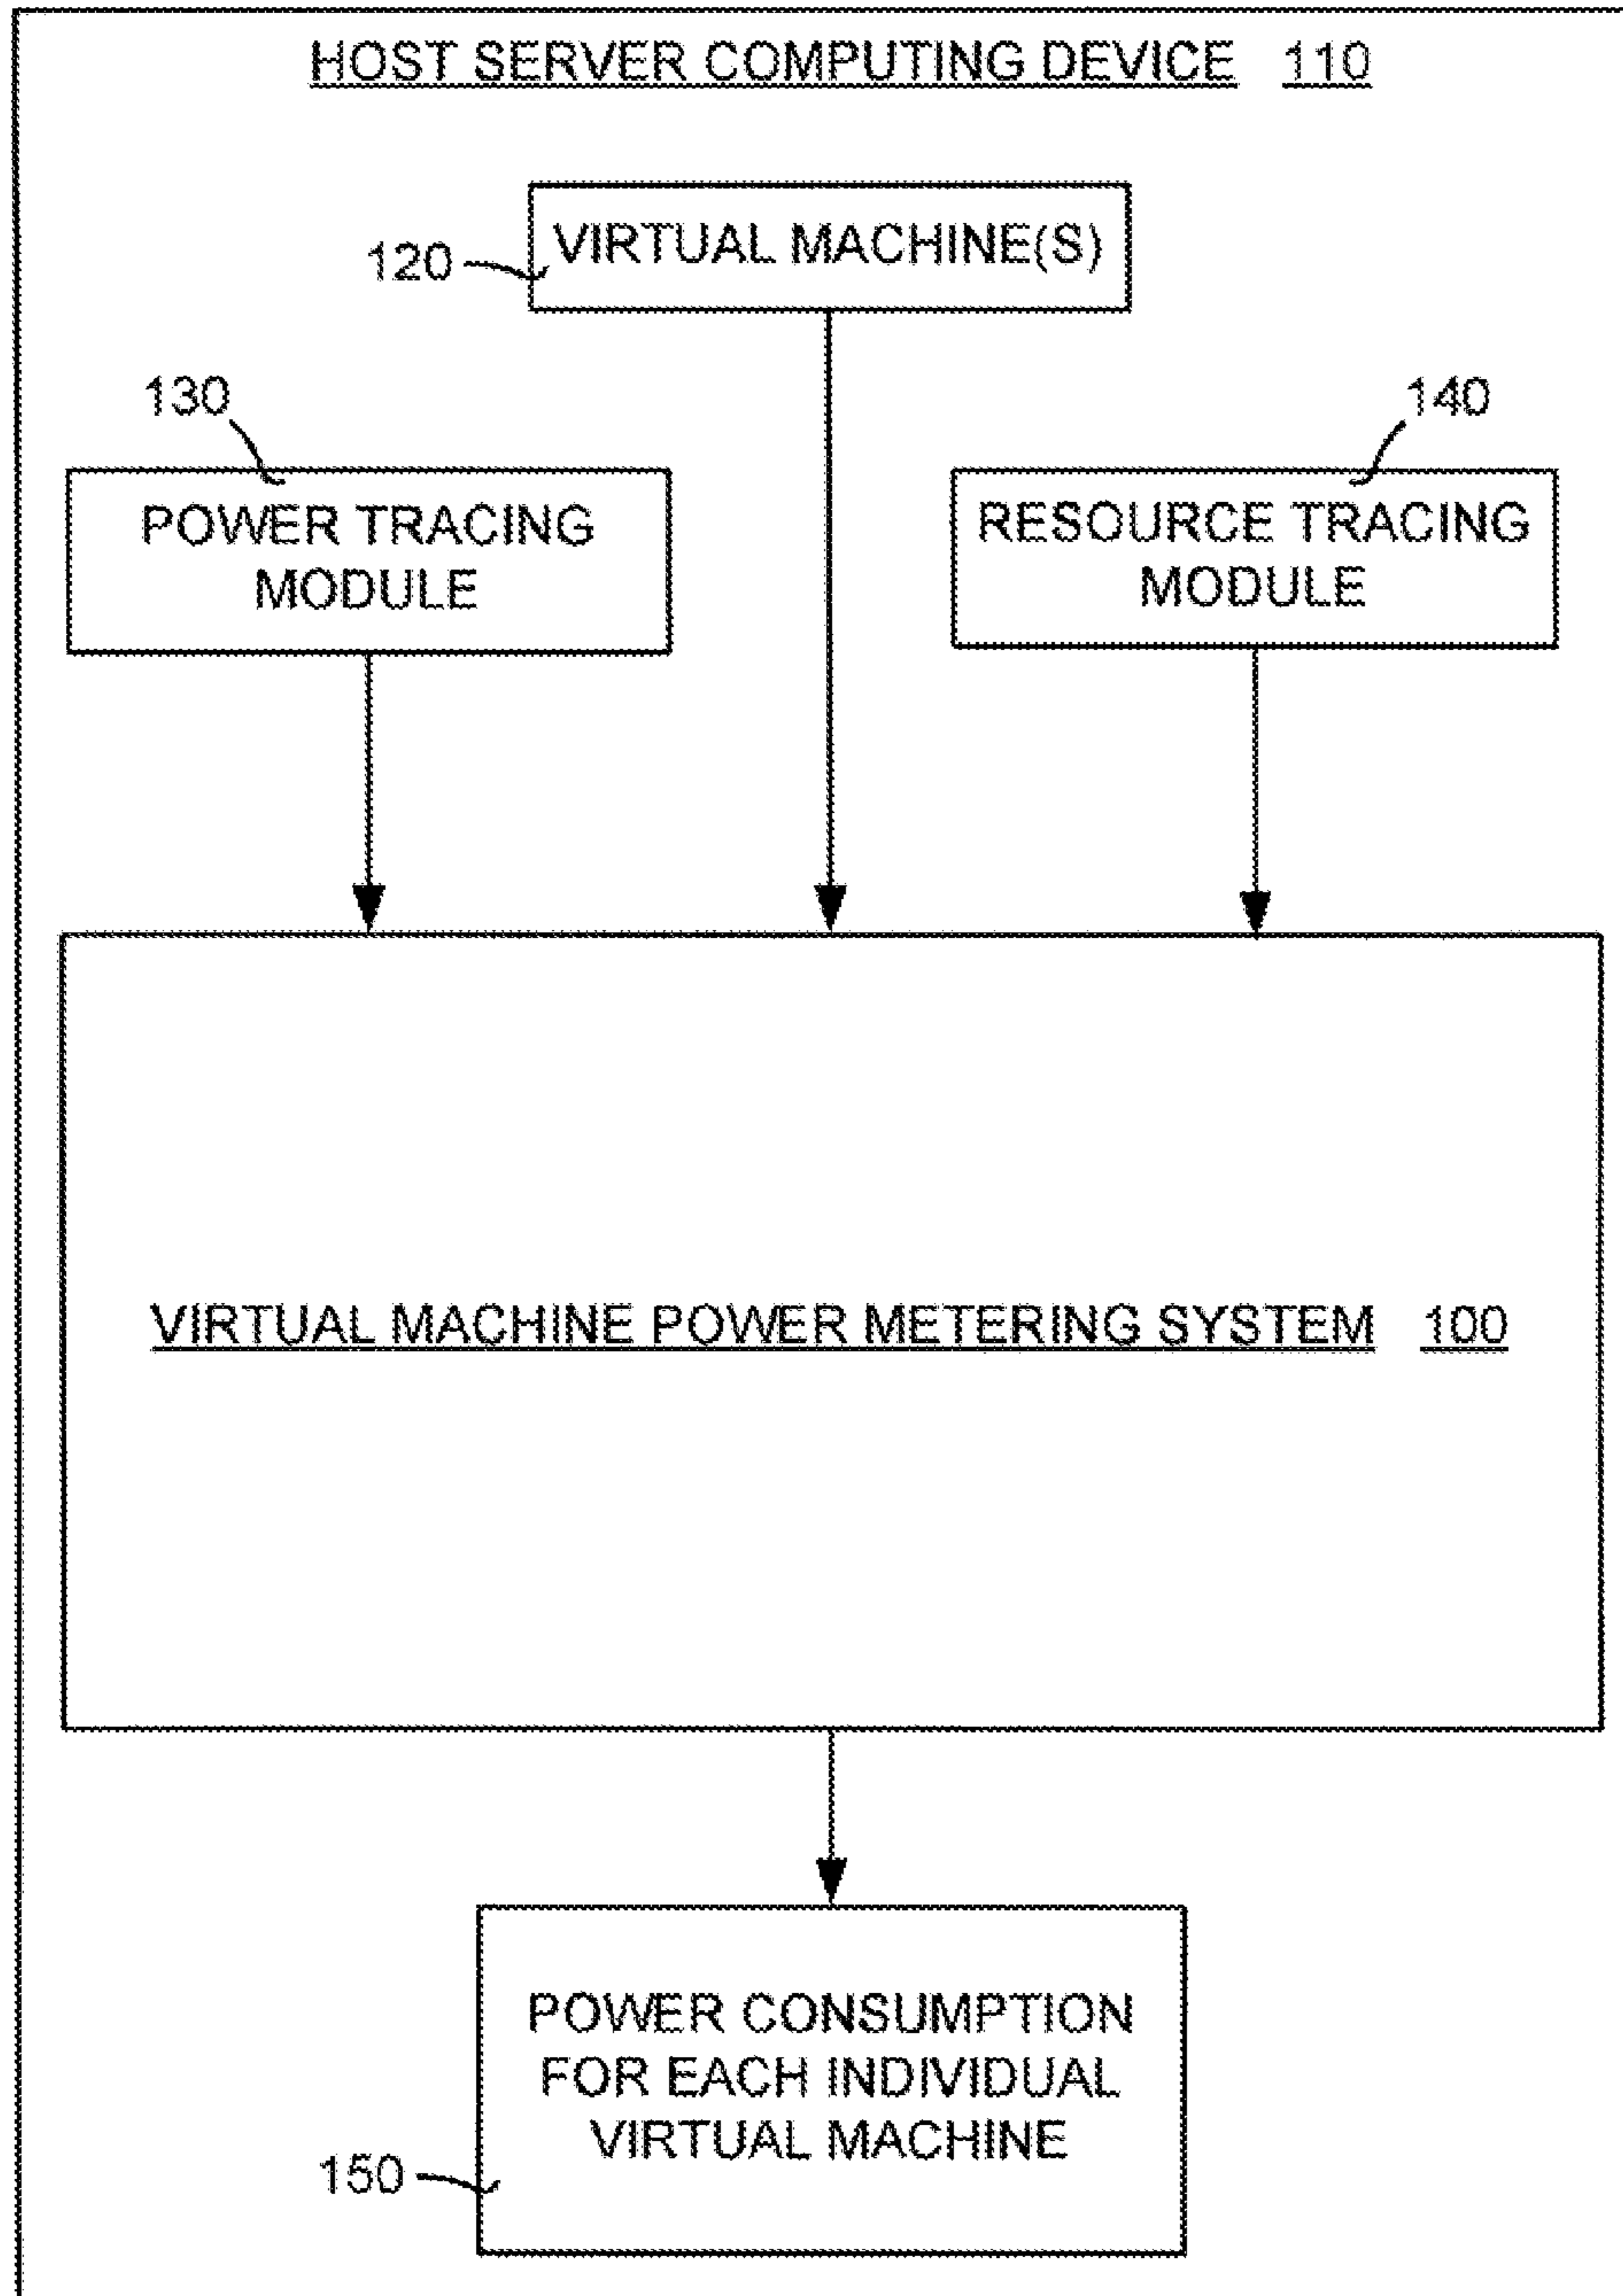 HOST SERVER COMPUTING DEVICE 110
VIRTUAL MACHINE(S)
120
130
140
POWER TRACING
MODULE
RESOURCE TRACING
MODULE
VIRTUAL MACHINE POWER METERING SYSTEM 100
POWER CONSUMPTION
FOR EACH INDIVIDUAL
VIRTUAL MACHINE
150